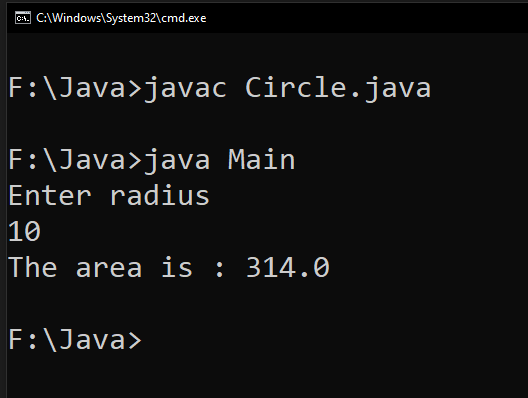 C:\Windows\System32\cmd.exe
F:\Java>javac Circle.java
F:\Java>java Main
Enter radius
10
The area is : 314.0
F:\Java>